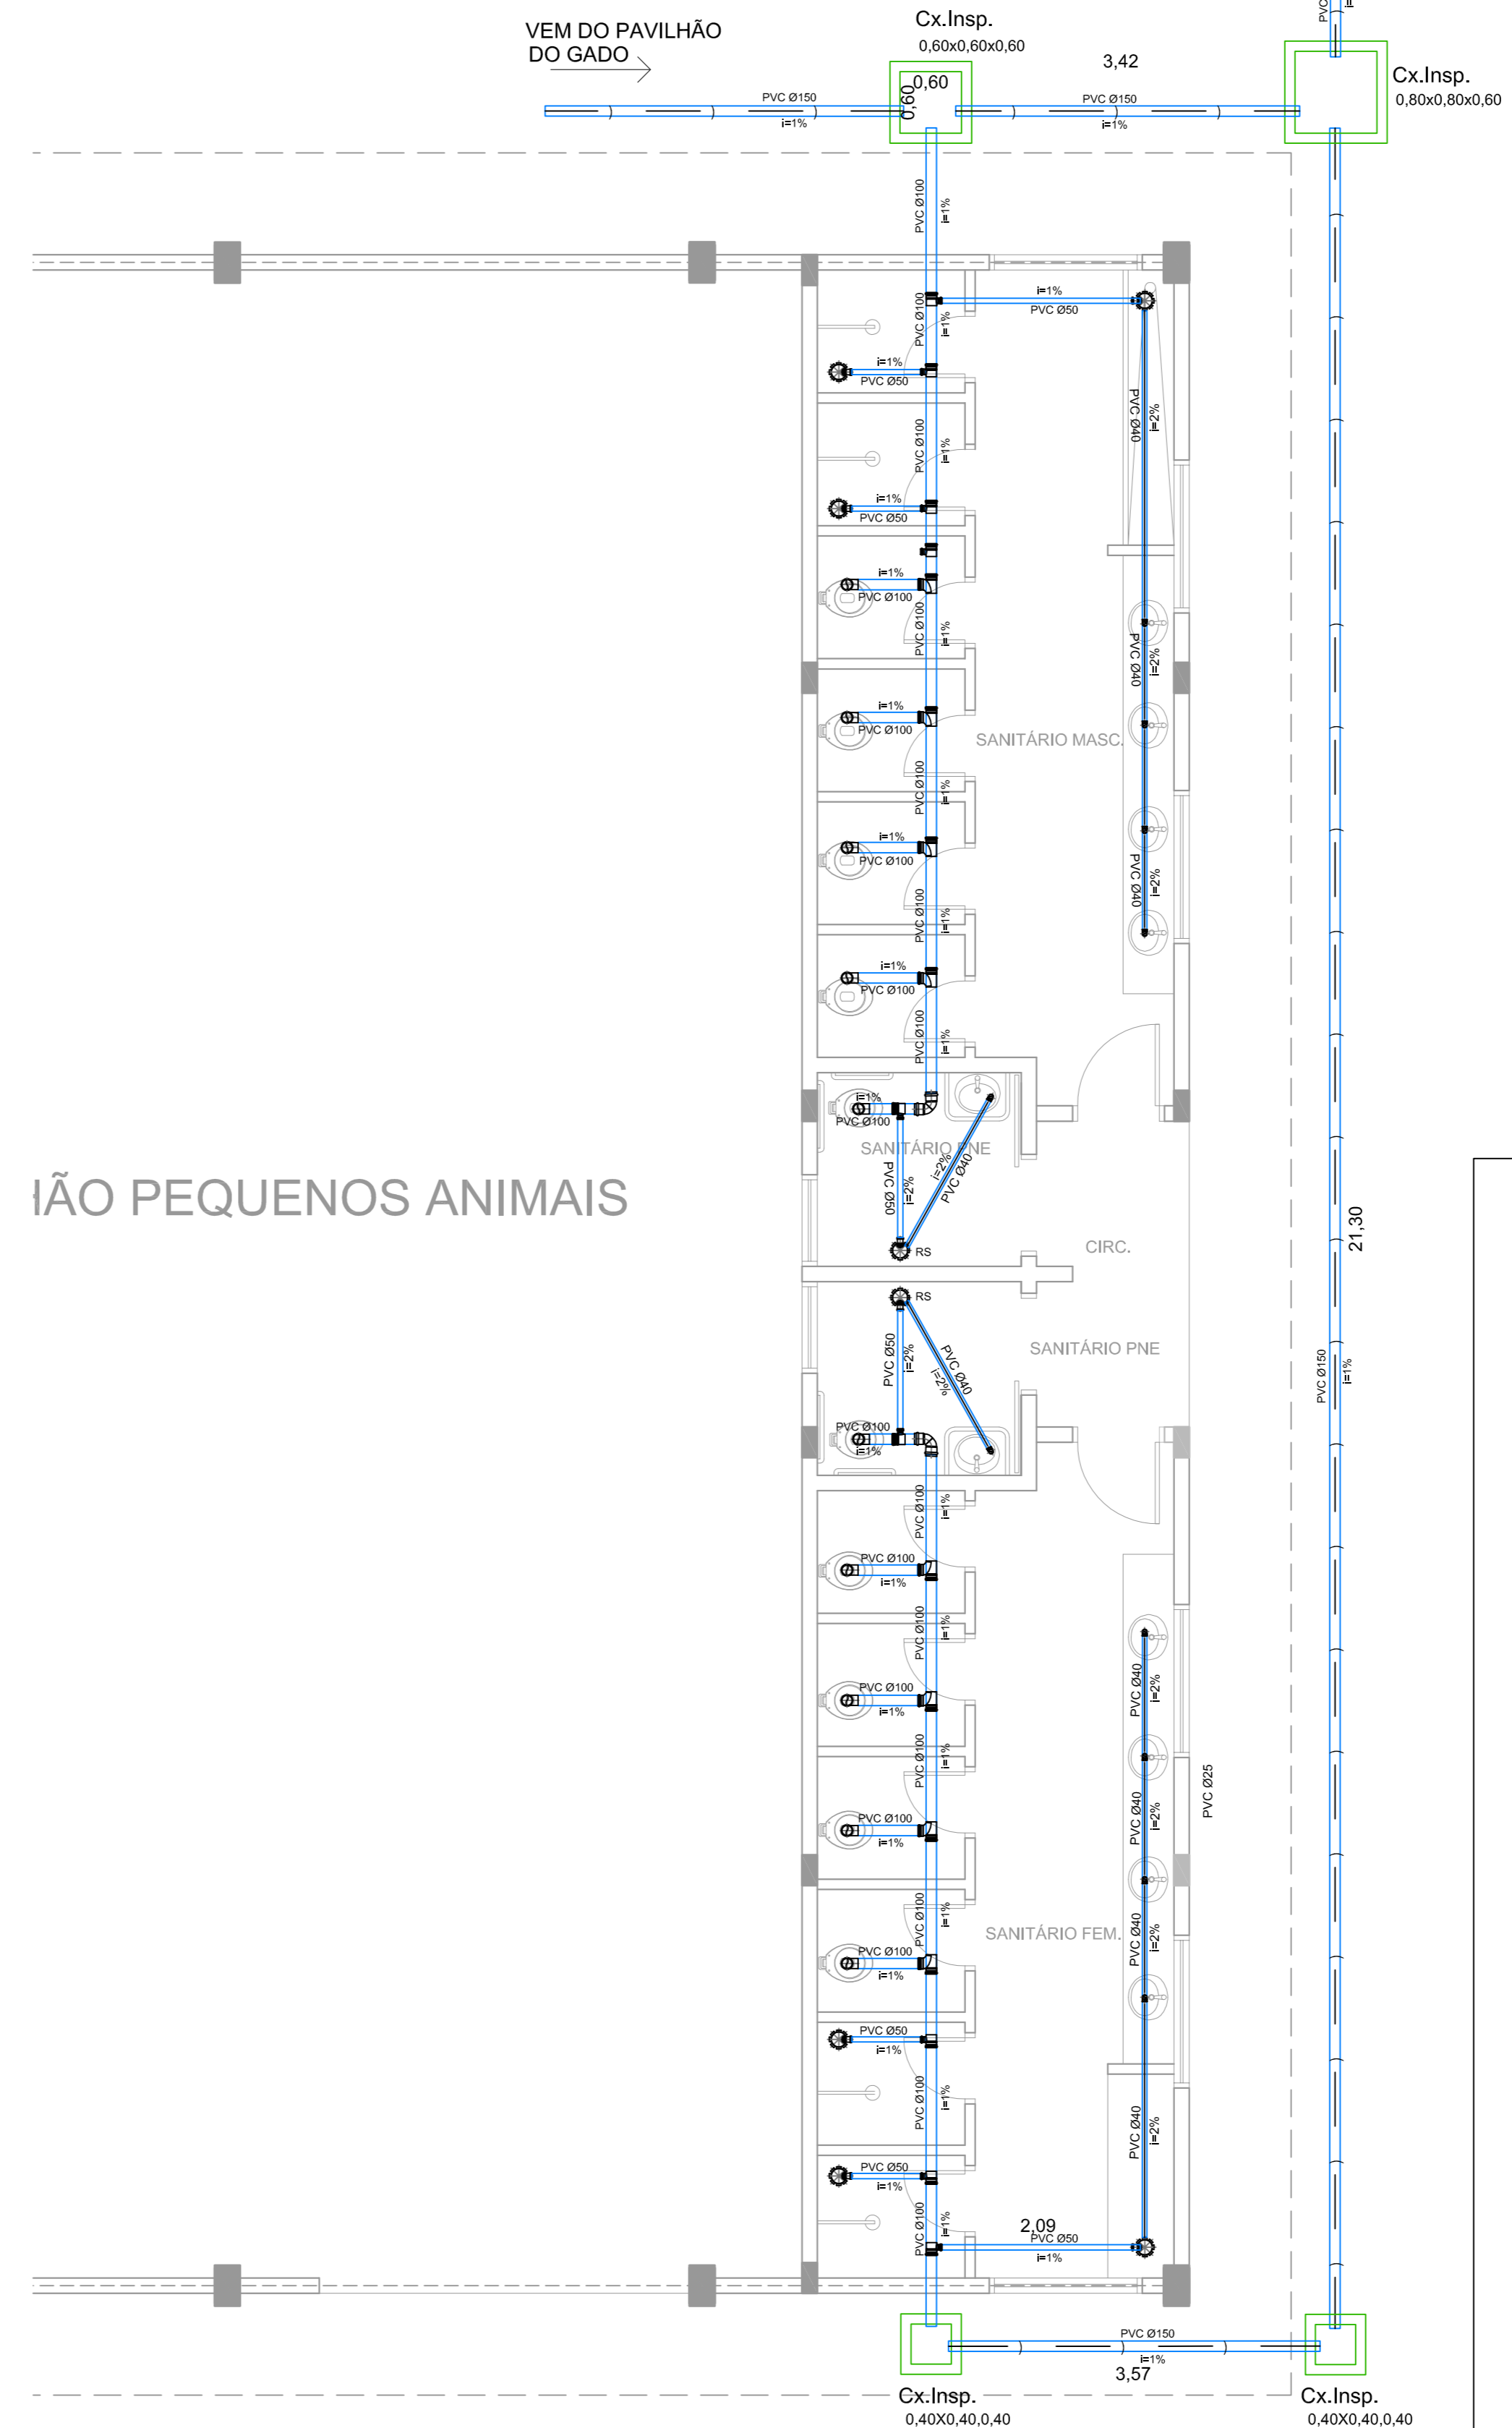 PVC
i=
Cx.Insp.
0,60x0,60x0,60
VEM DO PAVILHÃO
DO GADO
3,42
Cx.Insp.
0,80x0,80x0,60
0,60
0,60
PVC Ø150
i=1%
PVC Ø150
i=1%
PVC Ø100
i=1%
i=1%
PVC Ø50
PVC Ø100
i=1%
i=1%
PVC Ø50
PVC Ø40
i=2%
PVC Ø100
i=1%
i=1%
PVC Ø50
i=1%
PVC Ø100
PVC Ø100
i=1%
PVC Ø40
i=2%
i=1%
PVC Ø100
SANITÁRIO MASC.
PVC Ø100
i=1%
i=1%
PVC Ø100
PVC Ø40
i=2%
PVC Ø100
i=1%
i=1%
PVC Ø100
PVC Ø100
i=1%
i=1%
PVC Ø100
SANITÁRIO PNE
PVC Ø50
i=2%
i=2%
PVC Ø40
IÃO PEQUENOS ANIMAIS
21,30
RS
CIRC.
RS
PVC Ø50
i=2%
PVC Ø40
i=2%
SANITÁRIO PNE
PVC Ø150
i=1%
PVC Ø100
i=1%
PVC Ø100
i=1%
PVC Ø100
i=1%
PVC Ø100
i=1%
PVC Ø40
i=2%
PVC Ø100
i=1%
PVC Ø100
i=1%
PVC Ø25
PVC Ø100
i=1%
PVC Ø40
i=2%
PVC Ø100
i=1%
SANITÁRIO FEM.
PVC Ø40
i=2%
PVC Ø100
i=1%
PVC Ø50
i=1%
PVC Ø100
i=1%
PVC Ø40
i=2%
PVC Ø50
i=1%
PVC Ø100
i=1%
2,09
PVC Ø50
i=1%
PVC Ø150
i=1%
3,57
Cx.Insp.
0,40X0,40,0,40
Cx.Insp.
0,40X0,40,0,40